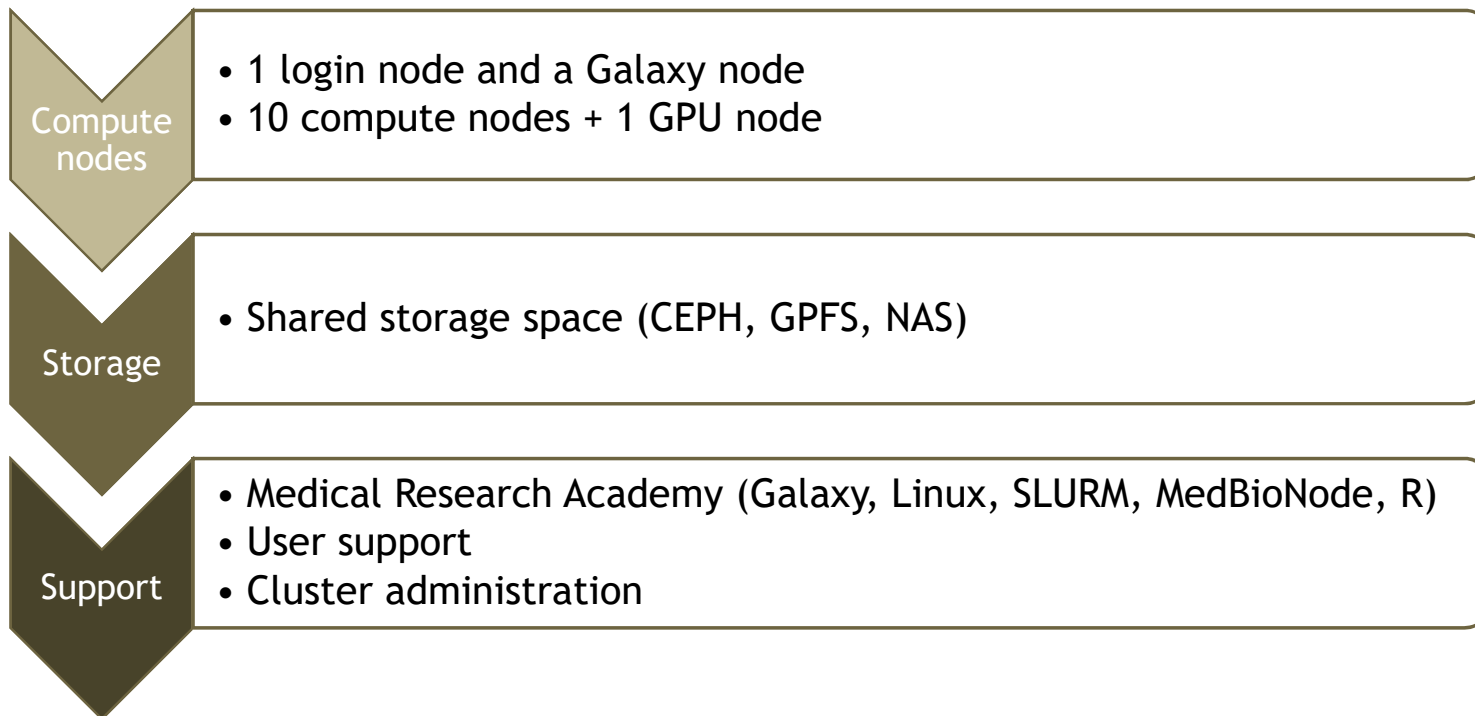 Compute
nodes
• 1 login node and a Galaxy node
• 10 compute nodes + 1 GPU node
Storage
• Shared storage space (CEPH, GPFS, NAS)
Support
• Medical Research Academy (Galaxy, Linux, SLURM, MedBioNode, R)
• User support
• Cluster administration